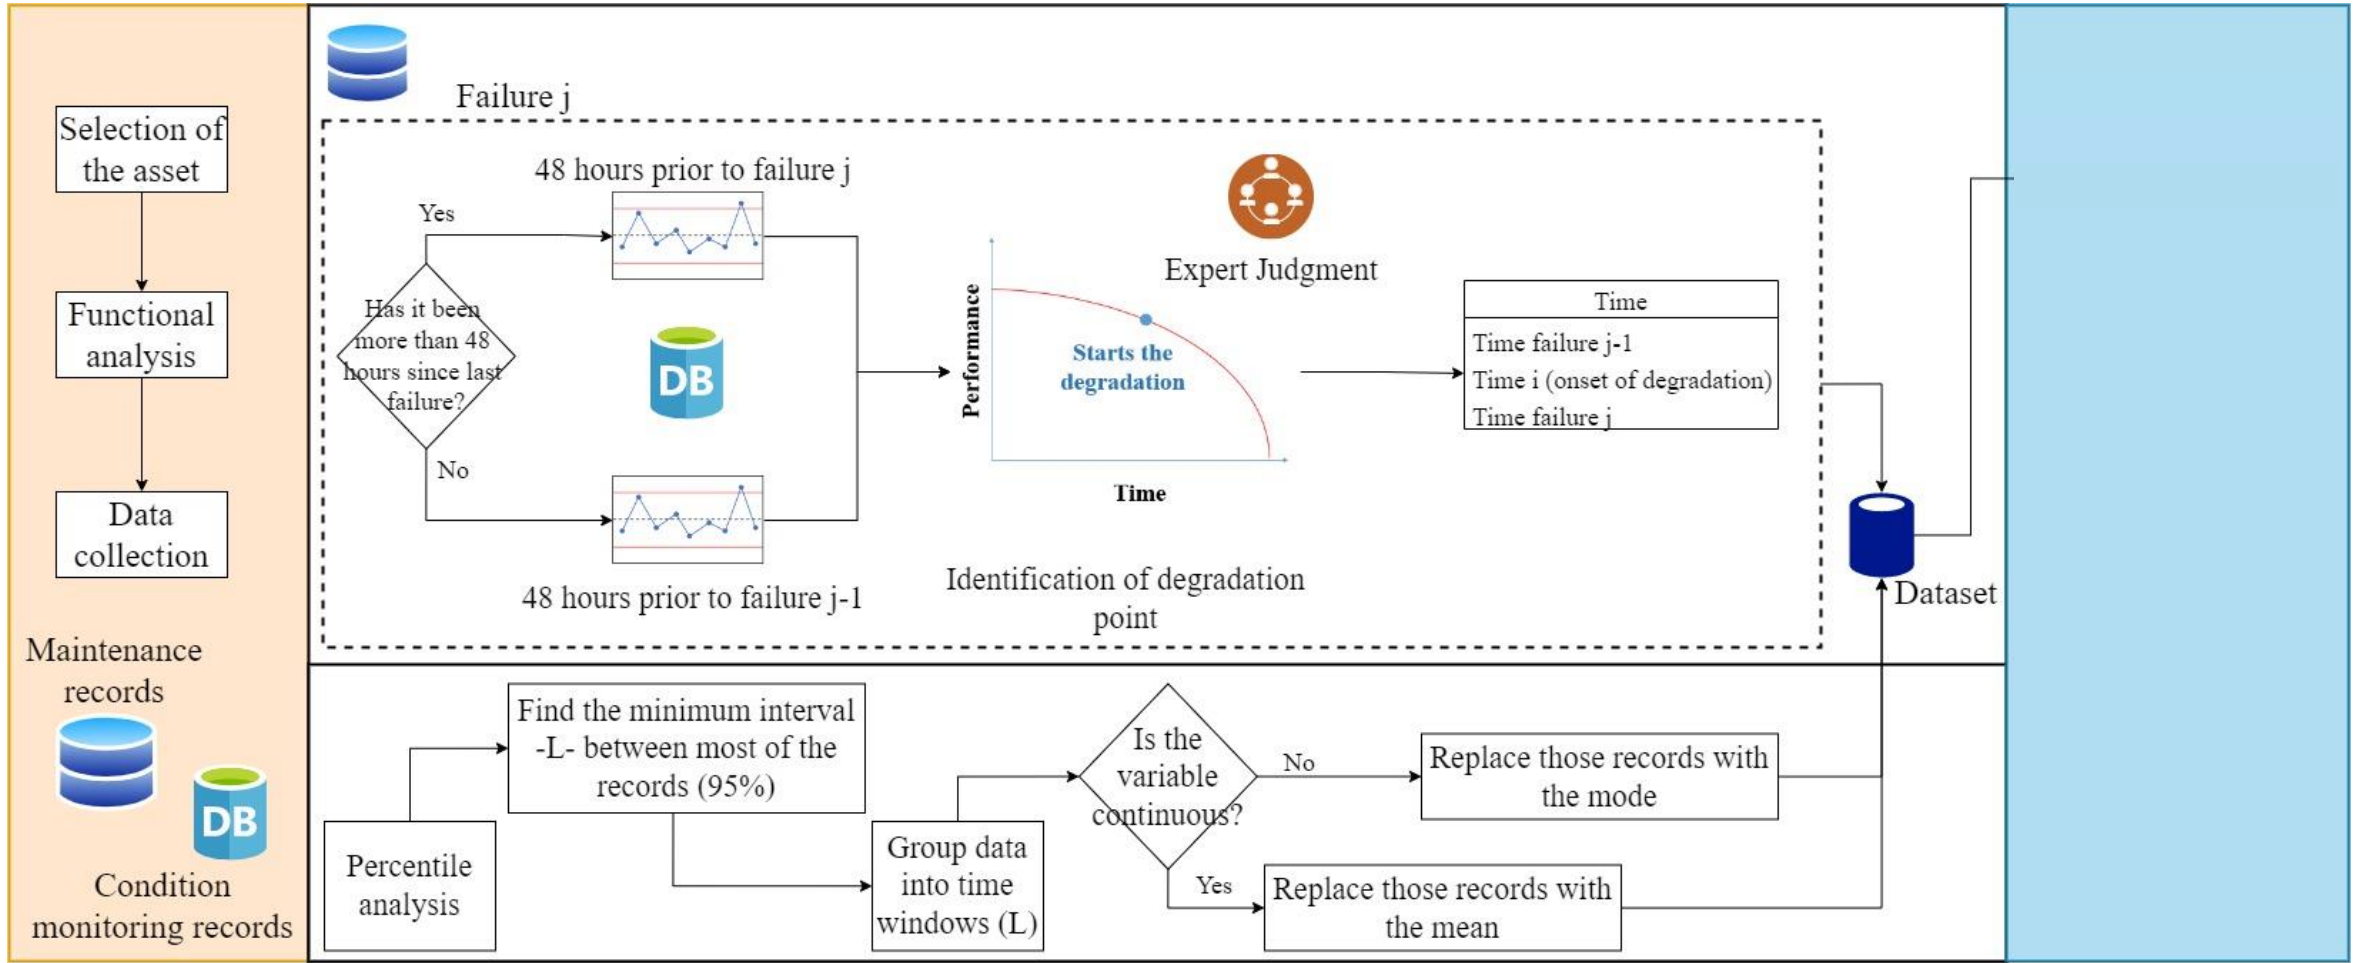 Selection of
the asset
Functional
analysis
Data
collection
Maintenance
records
DB
Condition
monitoring records
Failure j
48 hours prior to failure j
Yes
Has it been
more than 48
hours since last
failure?
No
DB
48 hours prior to failure j-1
Performance
Starts the
degradation
Time
Expert Judgment
Identification of degradation
point
Time
Time failure j-1
Time i (onset of degradation)
Time failure j
Dataset
Percentile
analysis
Find the minimum interval
-L- between most of the
records (95%)
Group data
into time
windows (L)
Is the
variable
continuous?
No
Replace those records with
the mode
Yes
Replace those records with
the mean